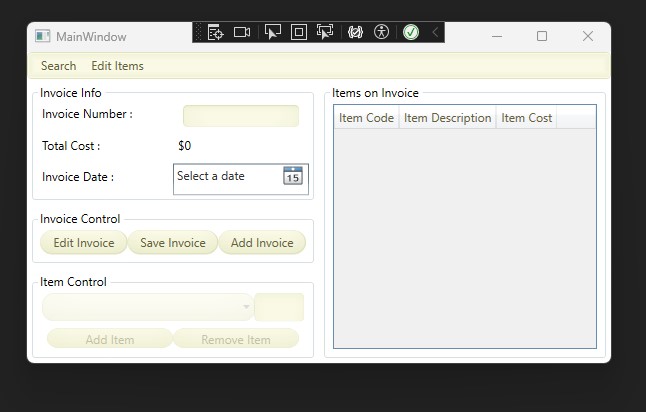 MainWindow
Search Edit Items
Invoice Info
Invoice Number :
Total Cost : $0
Invoice Date : Select a date 15
Invoice Control
Edit Invoice Save Invoice Add Invoice
Item Control
Add Item Remove Item
Items on Invoice
Item Code Item Description Item Cost